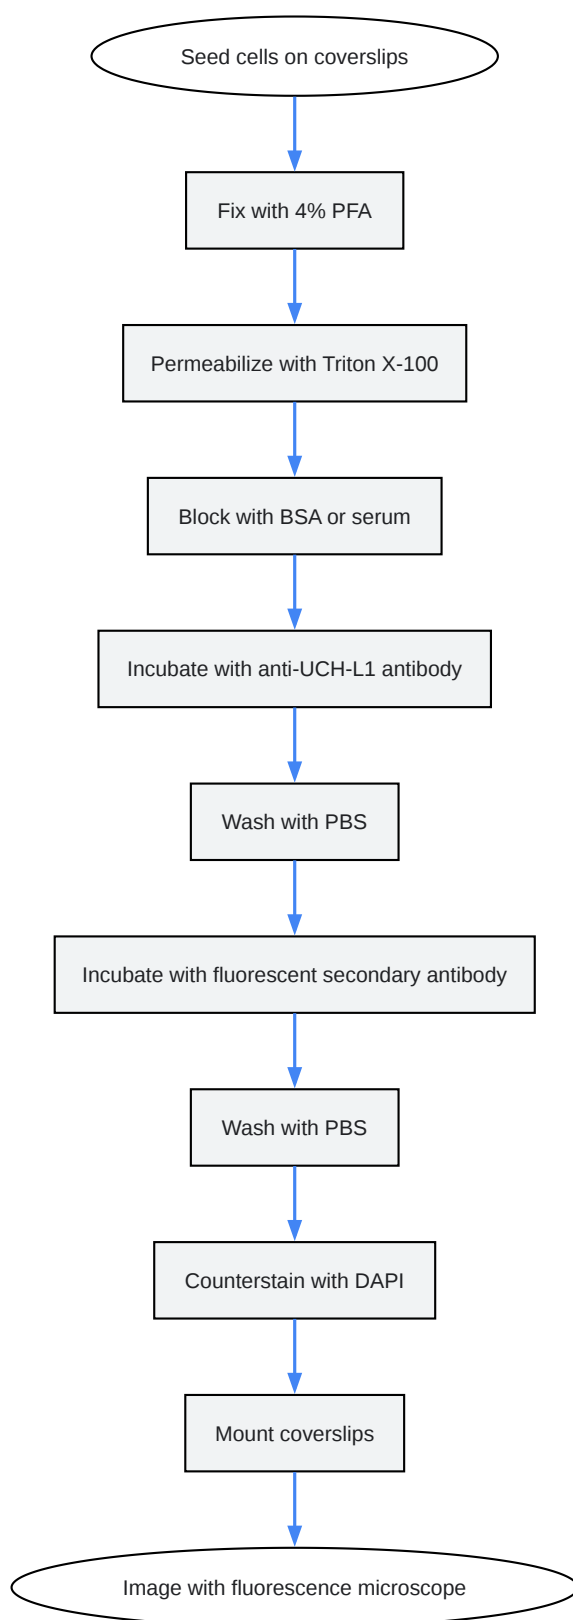 Seed cells on coverslips
Fix with 4% PFA
Permeabilize with Triton X-100
Block with BSA or serum
Incubate with anti-UCH-L1 antibody
Wash with PBS
Incubate with fluorescent secondary antibody
Wash with PBS
Counterstain with DAPI
Mount coverslips
Image with fluorescence microscope